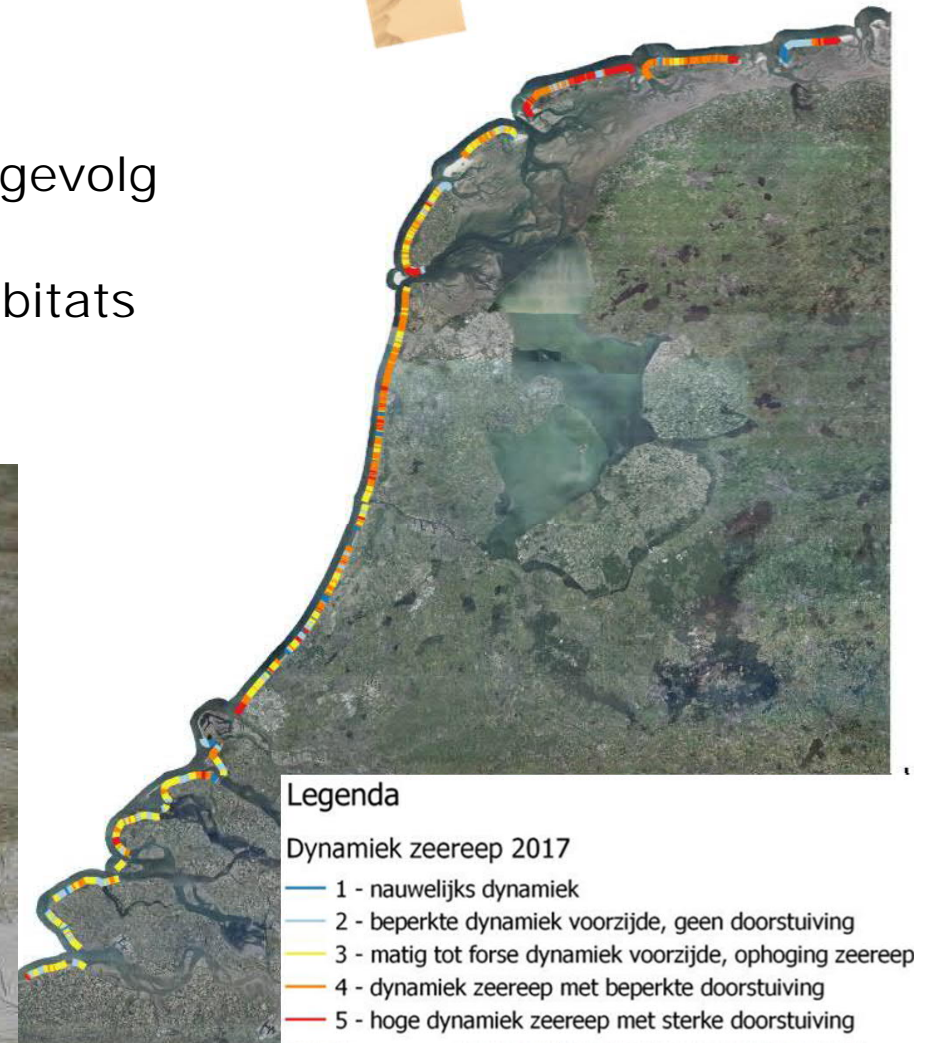 gevolg
bitats
Legenda
Dynamiek zeereep 2017
1 - nauwelijks dynamiek
2 - beperkte dynamiek voorzijde, geen doorstuiving
3 - matig tot forse dynamiek voorzijde, ophoging zeereep
4 - dynamiek zeereep met beperkte doorstuiving
5 - hoge dynamiek zeereep met sterke doorstuiving